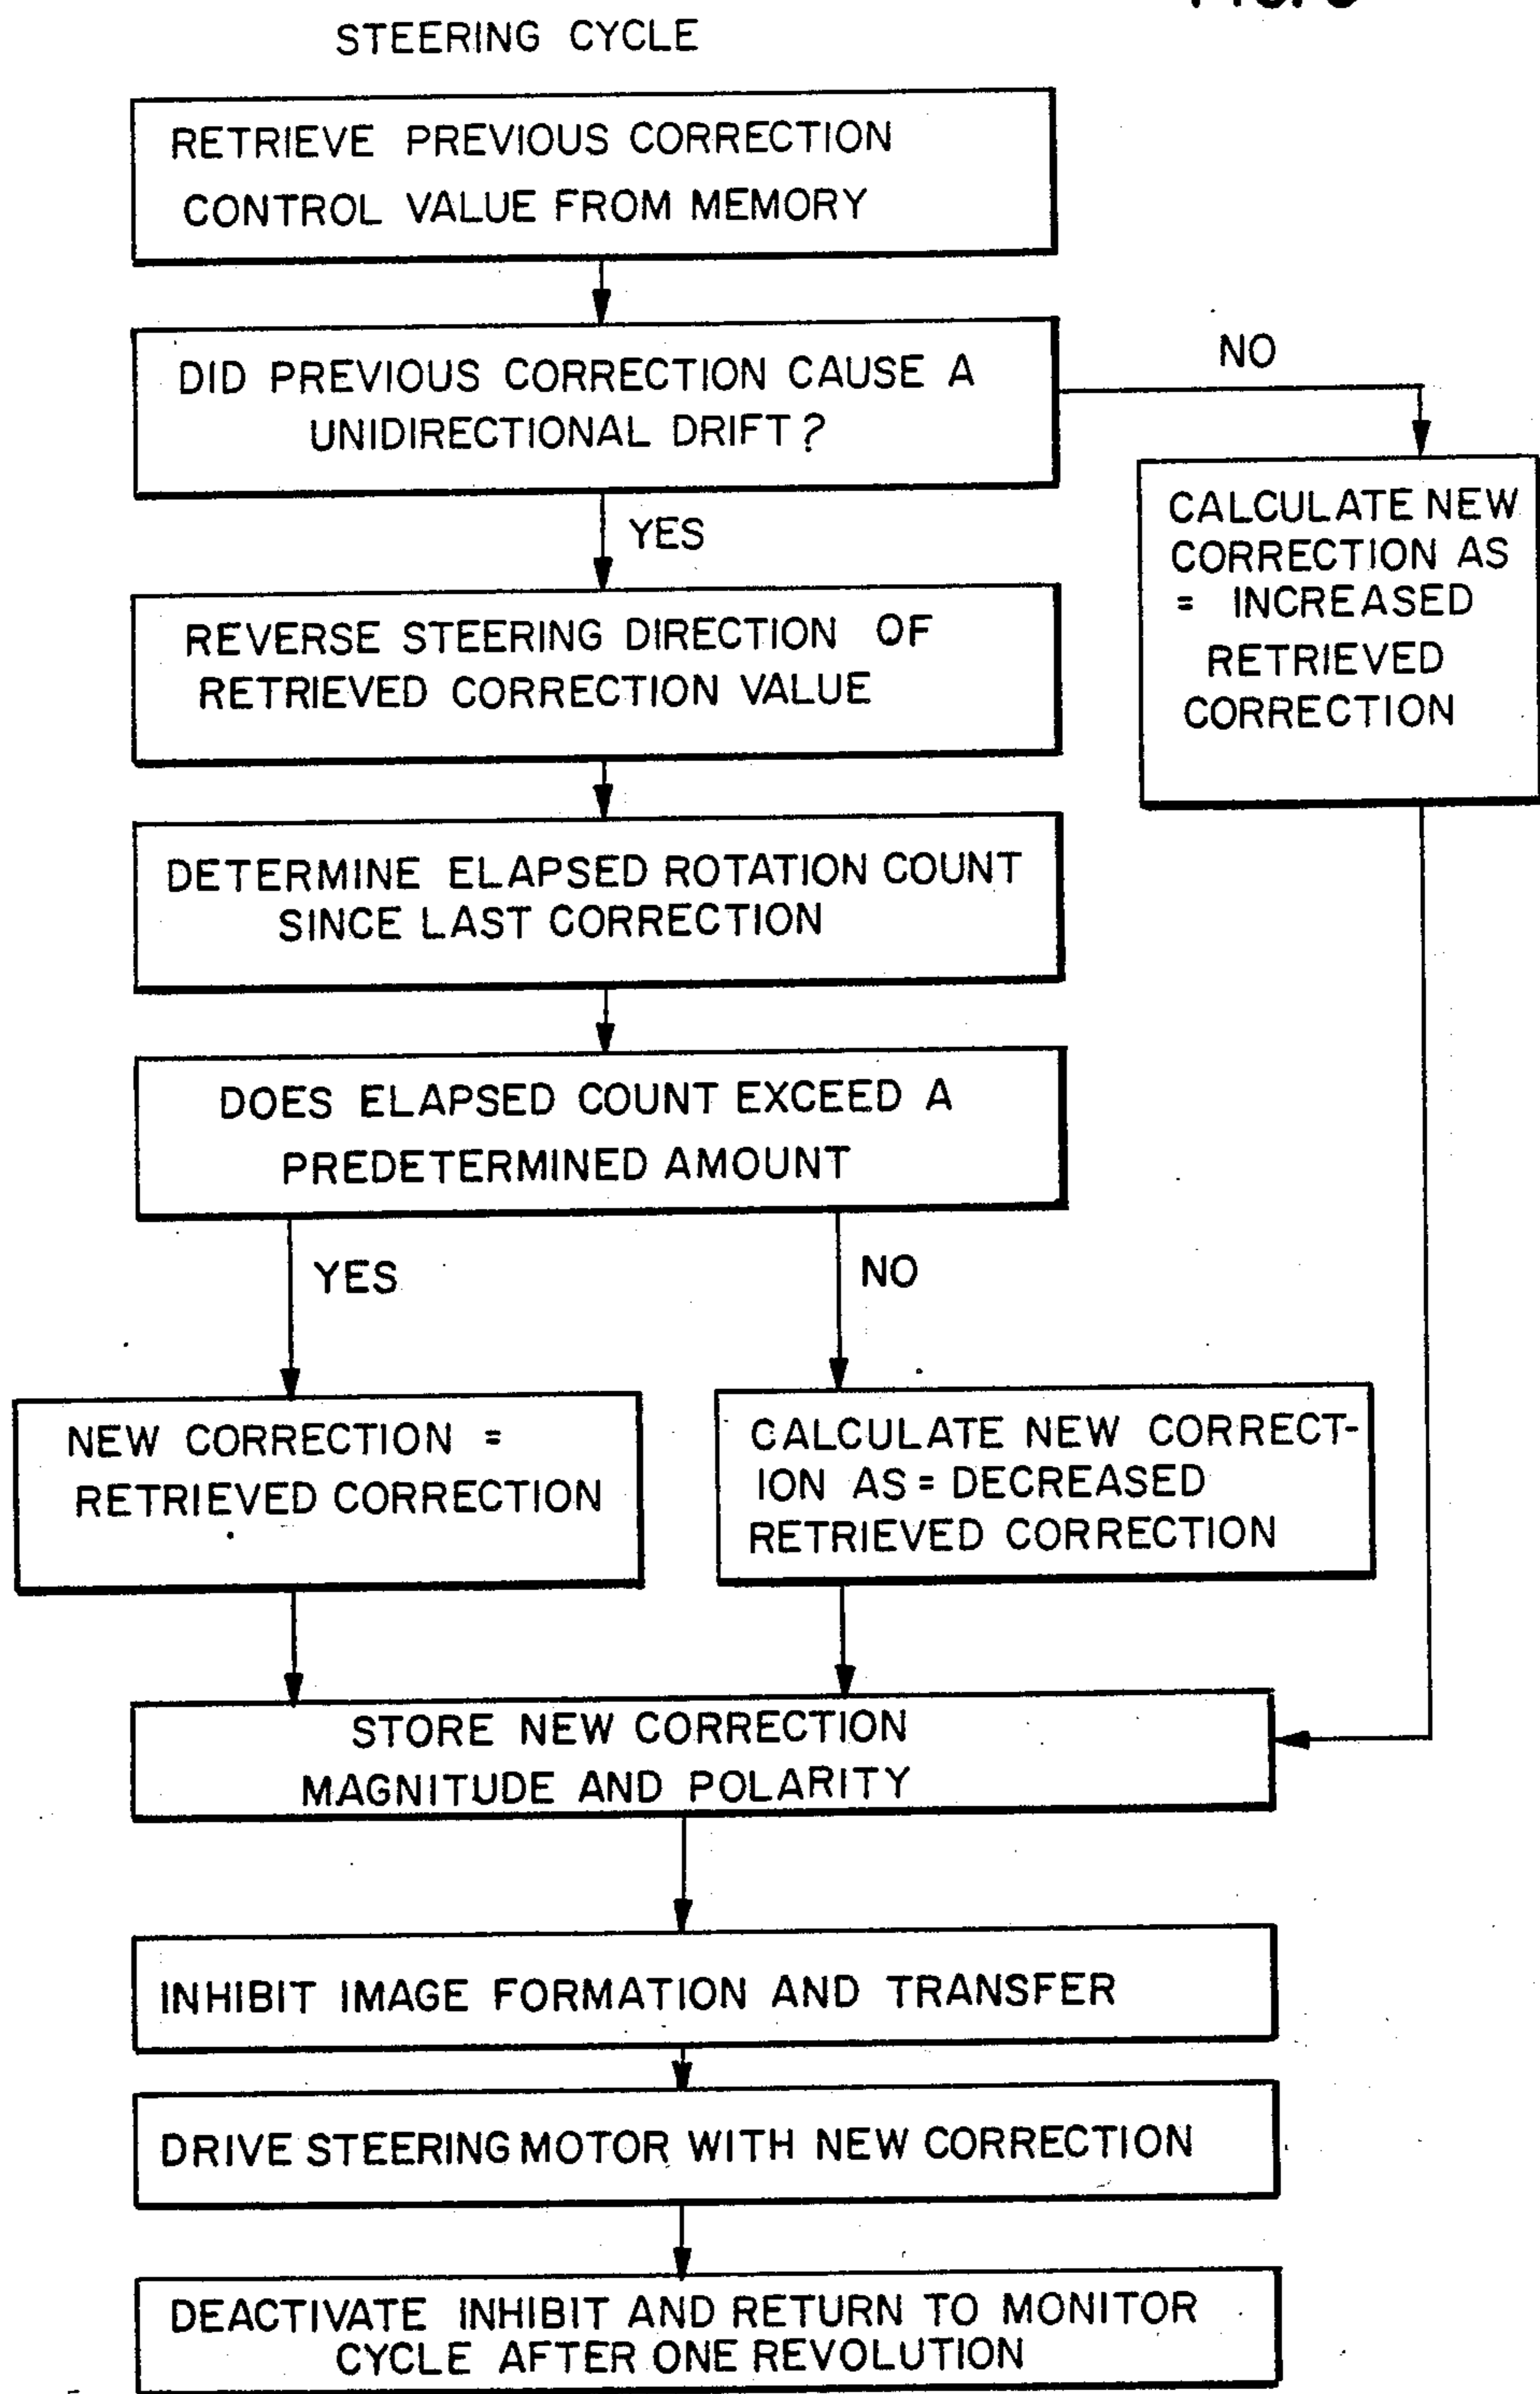 STEERING CYCLE
RETRIEVE PREVIOUS CORRECTION
CONTROL VALUE FROM MEMORY
DID PREVIOUS CORRECTION CAUSE A
UNIDIRECTIONAL DRIFT?
NO
YES
CALCULATE NEW
CORRECTION AS
= INCREASED
RETRIEVED
CORRECTION
REVERSE STEERING DIRECTION OF
RETRIEVED CORRECTION VALUE
DETERMINE ELAPSED ROTATION COUNT
SINCE LAST CORRECTION
DOES ELAPSED COUNT EXCEED A
PREDETERMINED AMOUNT
YES
NO
NEW CORRECTION =
RETRIEVED CORRECTION
CALCULATE NEW CORRECT-
ION AS = DECREASED
RETRIEVED CORRECTION
STORE NEW CORRECTION
MAGNITUDE AND POLARITY
INHIBIT IMAGE FORMATION AND TRANSFER
DRIVE STEERING MOTOR WITH NEW CORRECTION
DEACTIVATE INHIBIT AND RETURN TO MONITOR
CYCLE AFTER ONE REVOLUTION